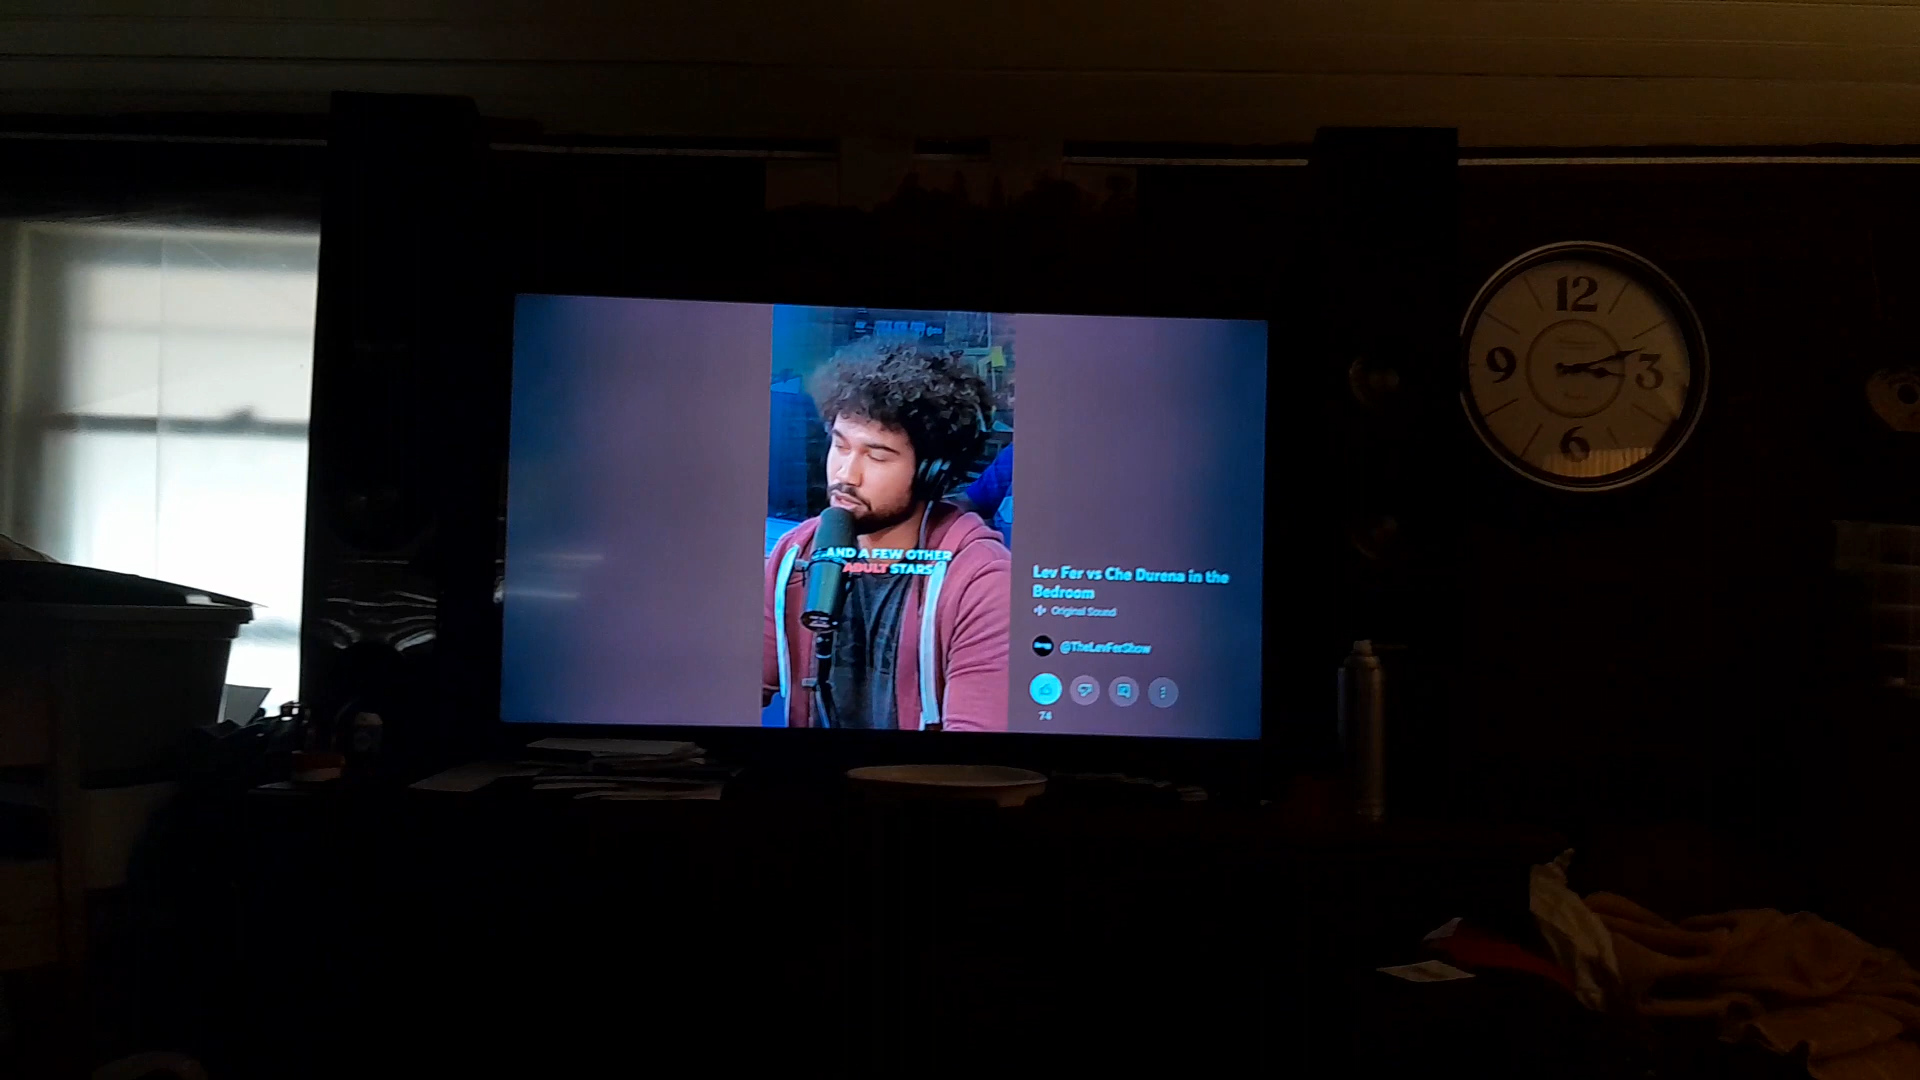 12
9
3
6
AND A FEW OTHER
ADULT STARS
Lev Fer vs Che Durena in the
Bedroom
Original Sound
@TheLevFerShow
74